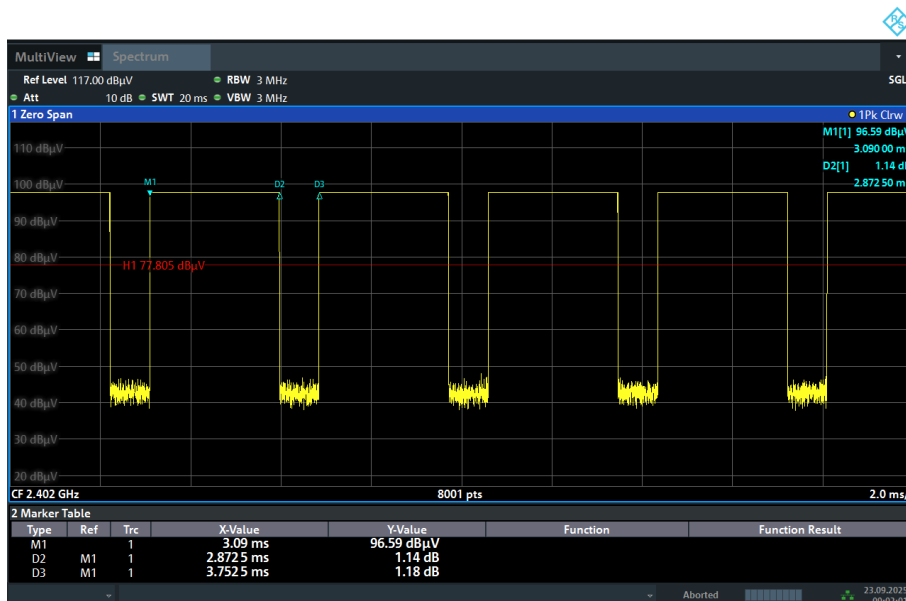 R S
MultiView Spectrum
Ref Level 117.00 dBµV RBW 3 MHz SGL
Att 10 dB SWT 20 ms VBW 3 MHz
1 Zero Span 1Pk Clrw
M1[1] 96.59 dBµV
110 dBµV
3.090 00 m
D2[1] 1.14 d
100 dBµV
M1 D2 D3
2.872 50 m
90 dBµV
80 dBµV
H1 77.805 dBµV
70 dBµV
60 dBµV
50 dBµV
40 dBµV
30 dBµV
20 dBµV
CF 2.402 GHz 8001 pts 2.0 ms/
2 Marker Table
Type Ref Trc X-Value Y-Value Function Function Result
M1 1 3.09 ms 96.59 dBµV
D2 M1 1 2.8725 ms 1.14 dB
D3 M1 1 3.7525 ms 1.18 dB
Aborted 23.09.2025